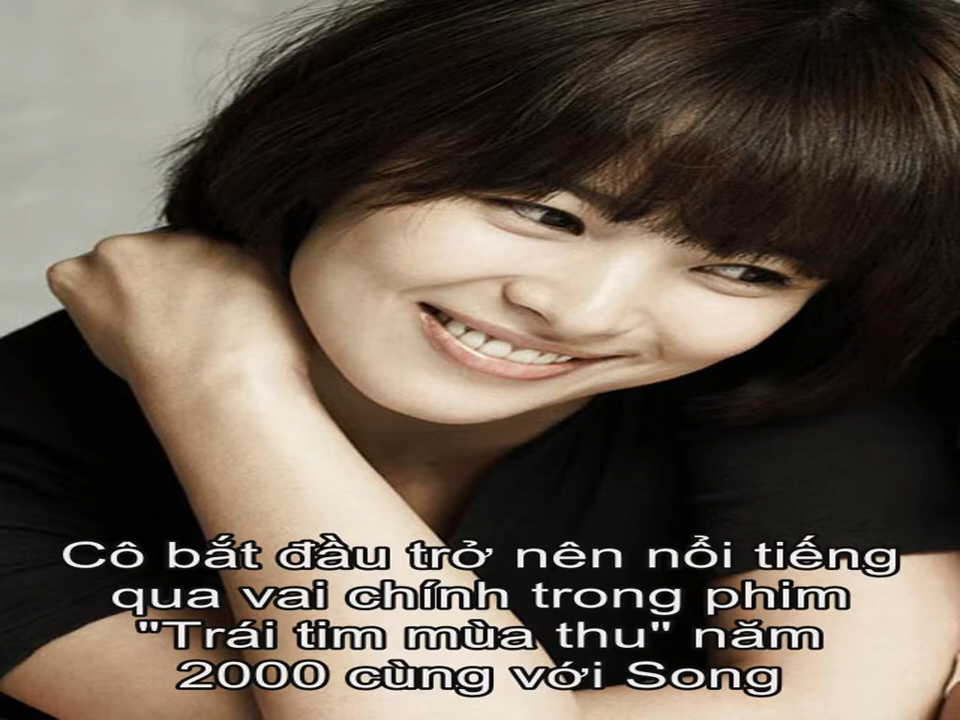 Cô bắt đầu trở nên nổi tiếng
qua vai chính trong phim
"Trái tim mùa thu" năm
2000 cùng với Song